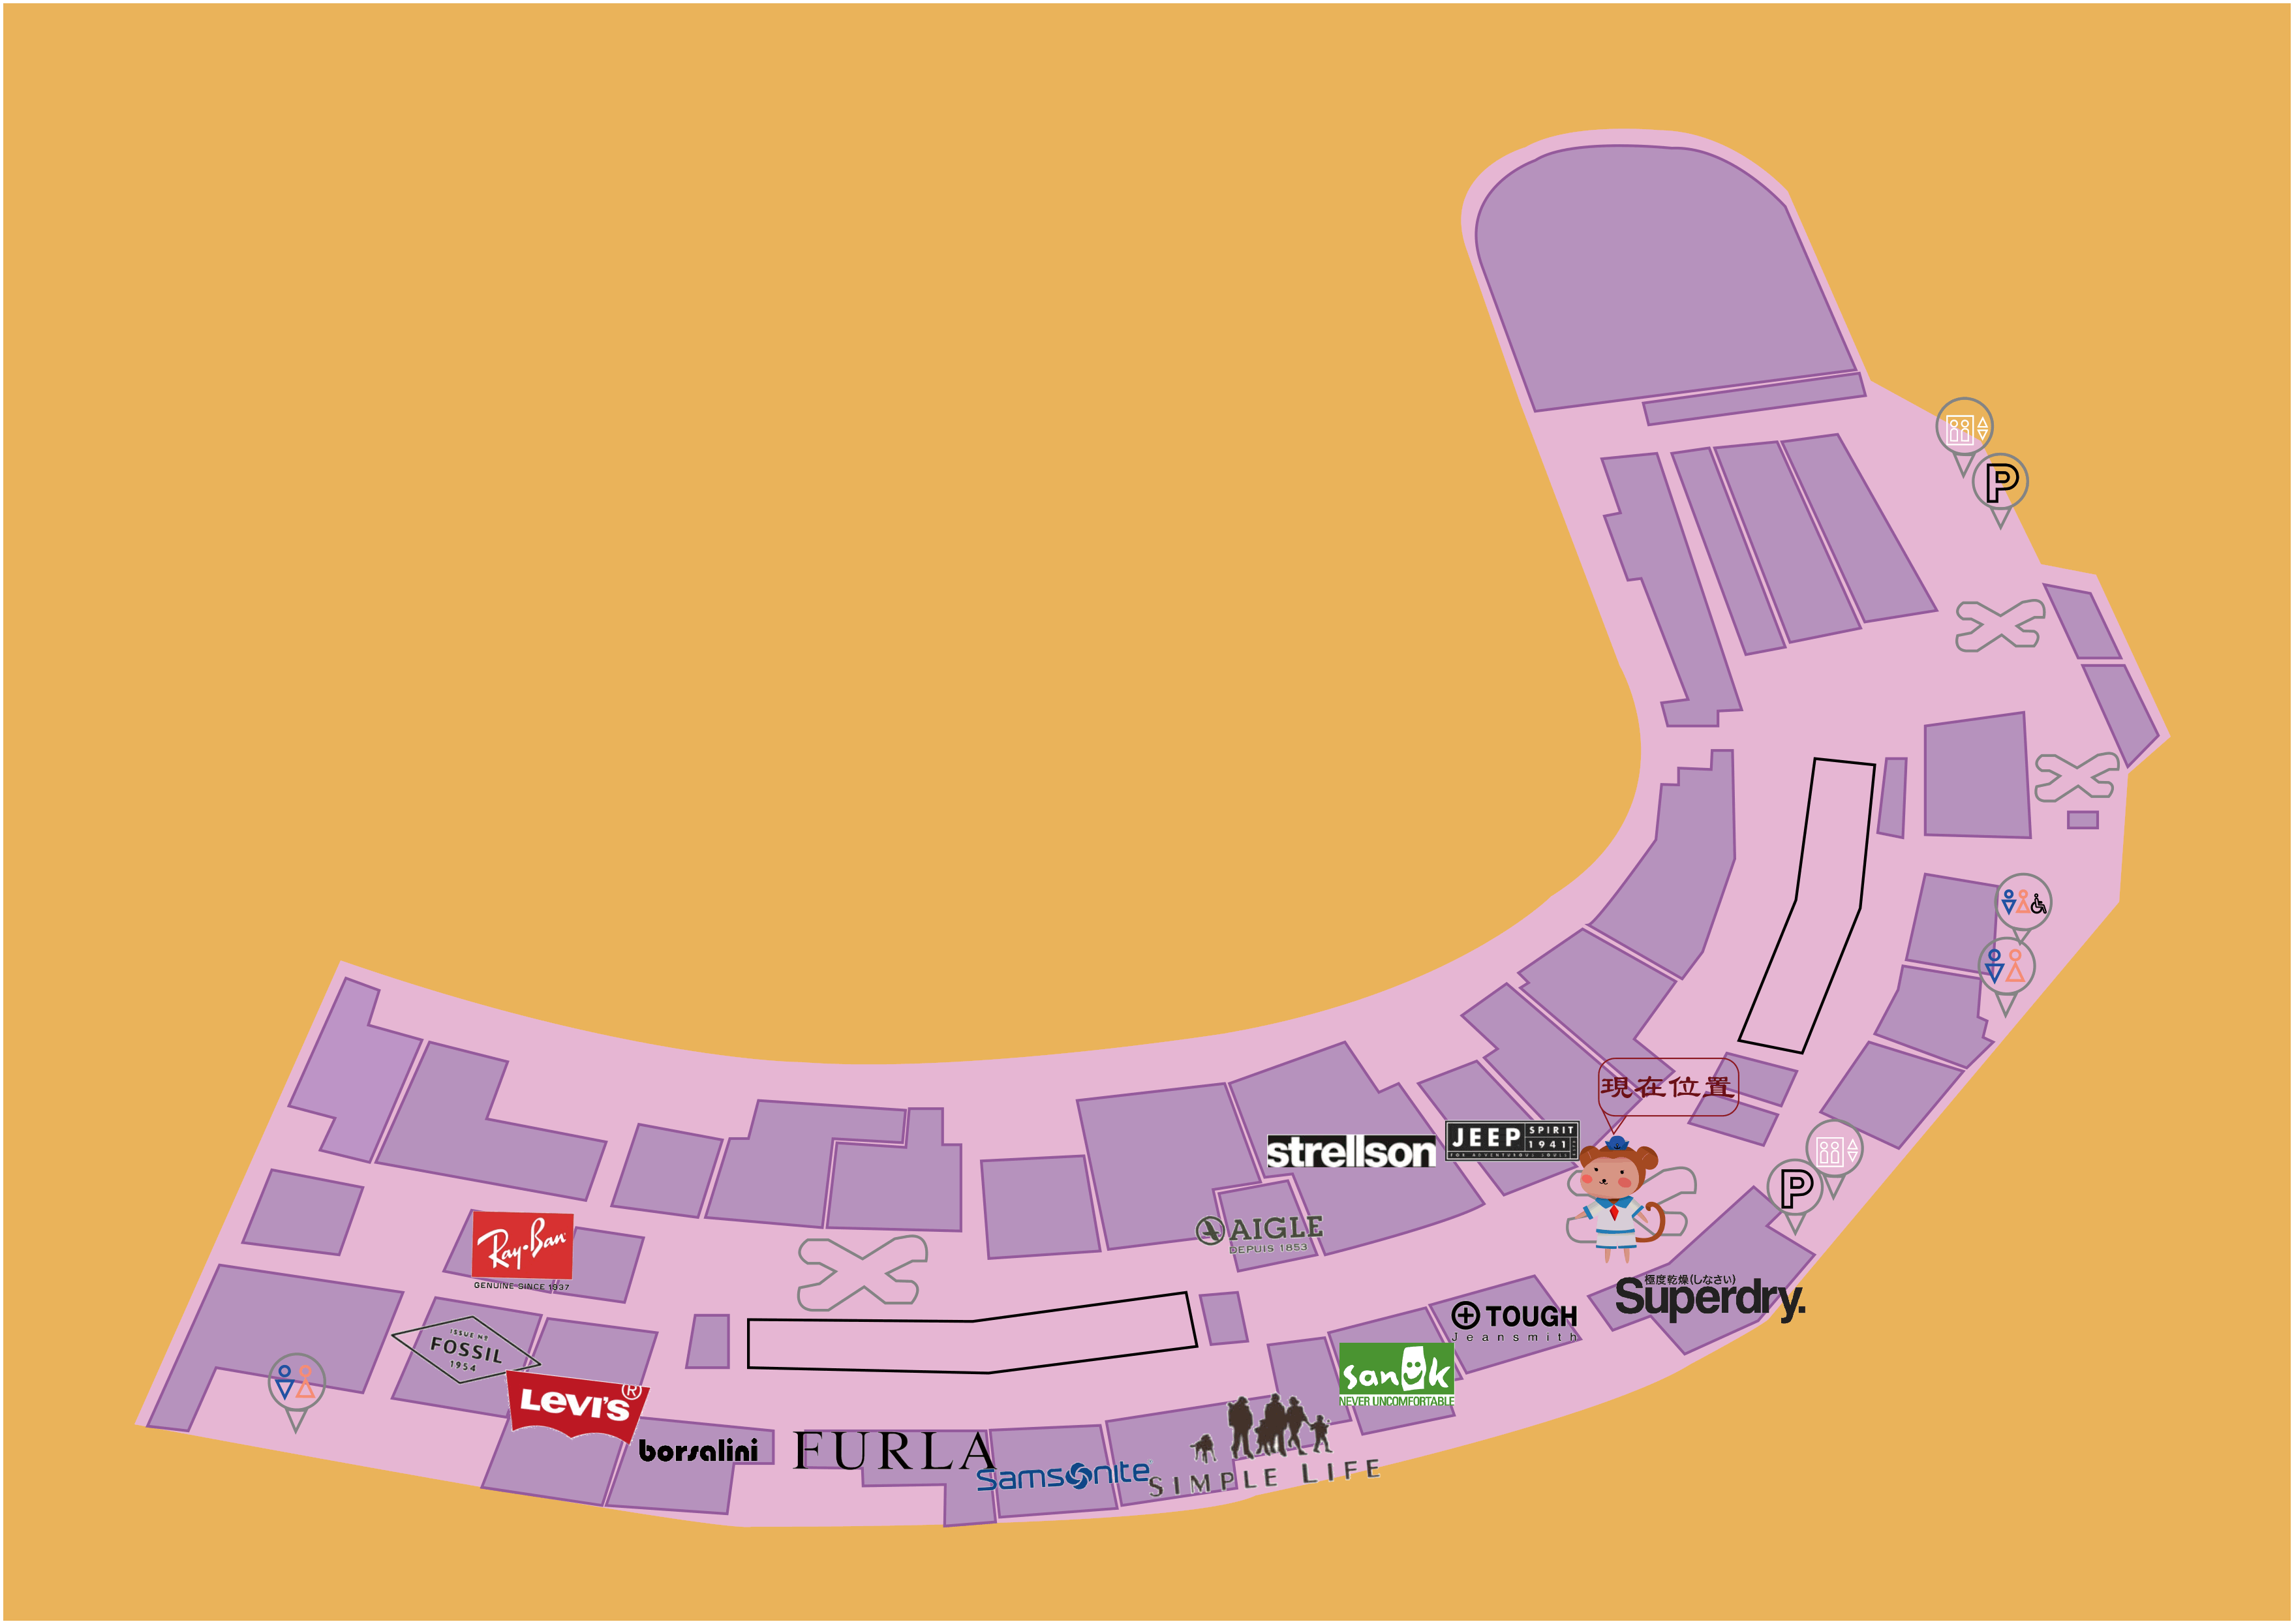 P
現在位置
strellson
JEEP SPIRIT
1941
P
Ray-Ban
GENUINE SINCE 1937
AIGLE
DEPUIS 1853
極度乾燥(しなさい)
Superdry.
TOUGH
Jeansmith
ISSUE Nº
FOSSIL
1954
sanuk
NEVER UNCOMFORTABLE
LEVI'S®
borsalini
FURLA
Samsonite
SIMPLE LIFE